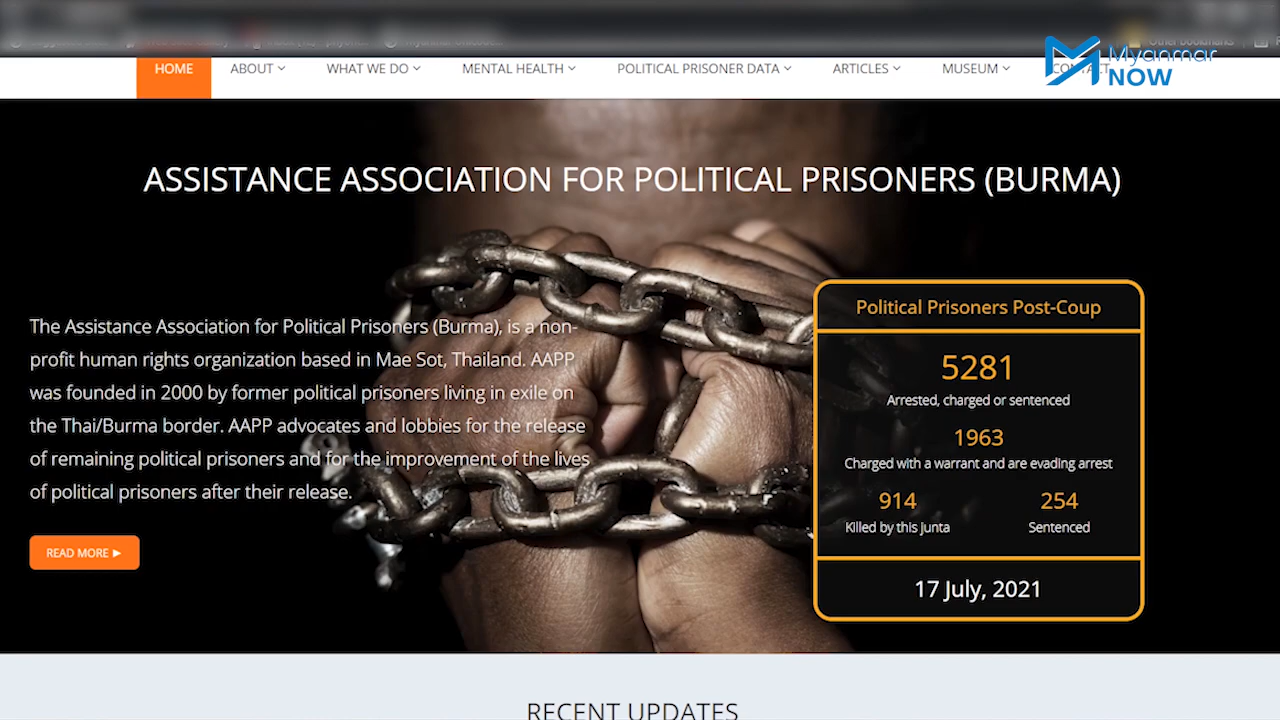 Other bookmarks
HOME
ABOUT
WHAT WE DO
MENTAL HEALTH
POLITICAL PRISONER DATA
ARTICLES
MUSEUM
CONTACT
Myanmar
NOW
ASSISTANCE ASSOCIATION FOR POLITICAL PRISONERS (BURMA)
The Assistance Association for Political Prisoners (Burma), is a non-
profit human rights organization based in Mae Sot, Thailand. AAPP
was founded in 2000 by former political prisoners living in exile on
the Thai/Burma border. AAPP advocates and lobbies for the release
of remaining political prisoners and for the improvement of the lives
of political prisoners after their release.
READ MORE ►
Political Prisoners Post-Coup
5281
Arrested, charged or sentenced
1963
Charged with a warrant and are evading arrest
914
Killed by this Junta
254
Sentenced
17 July, 2021
RECENT UPDATES